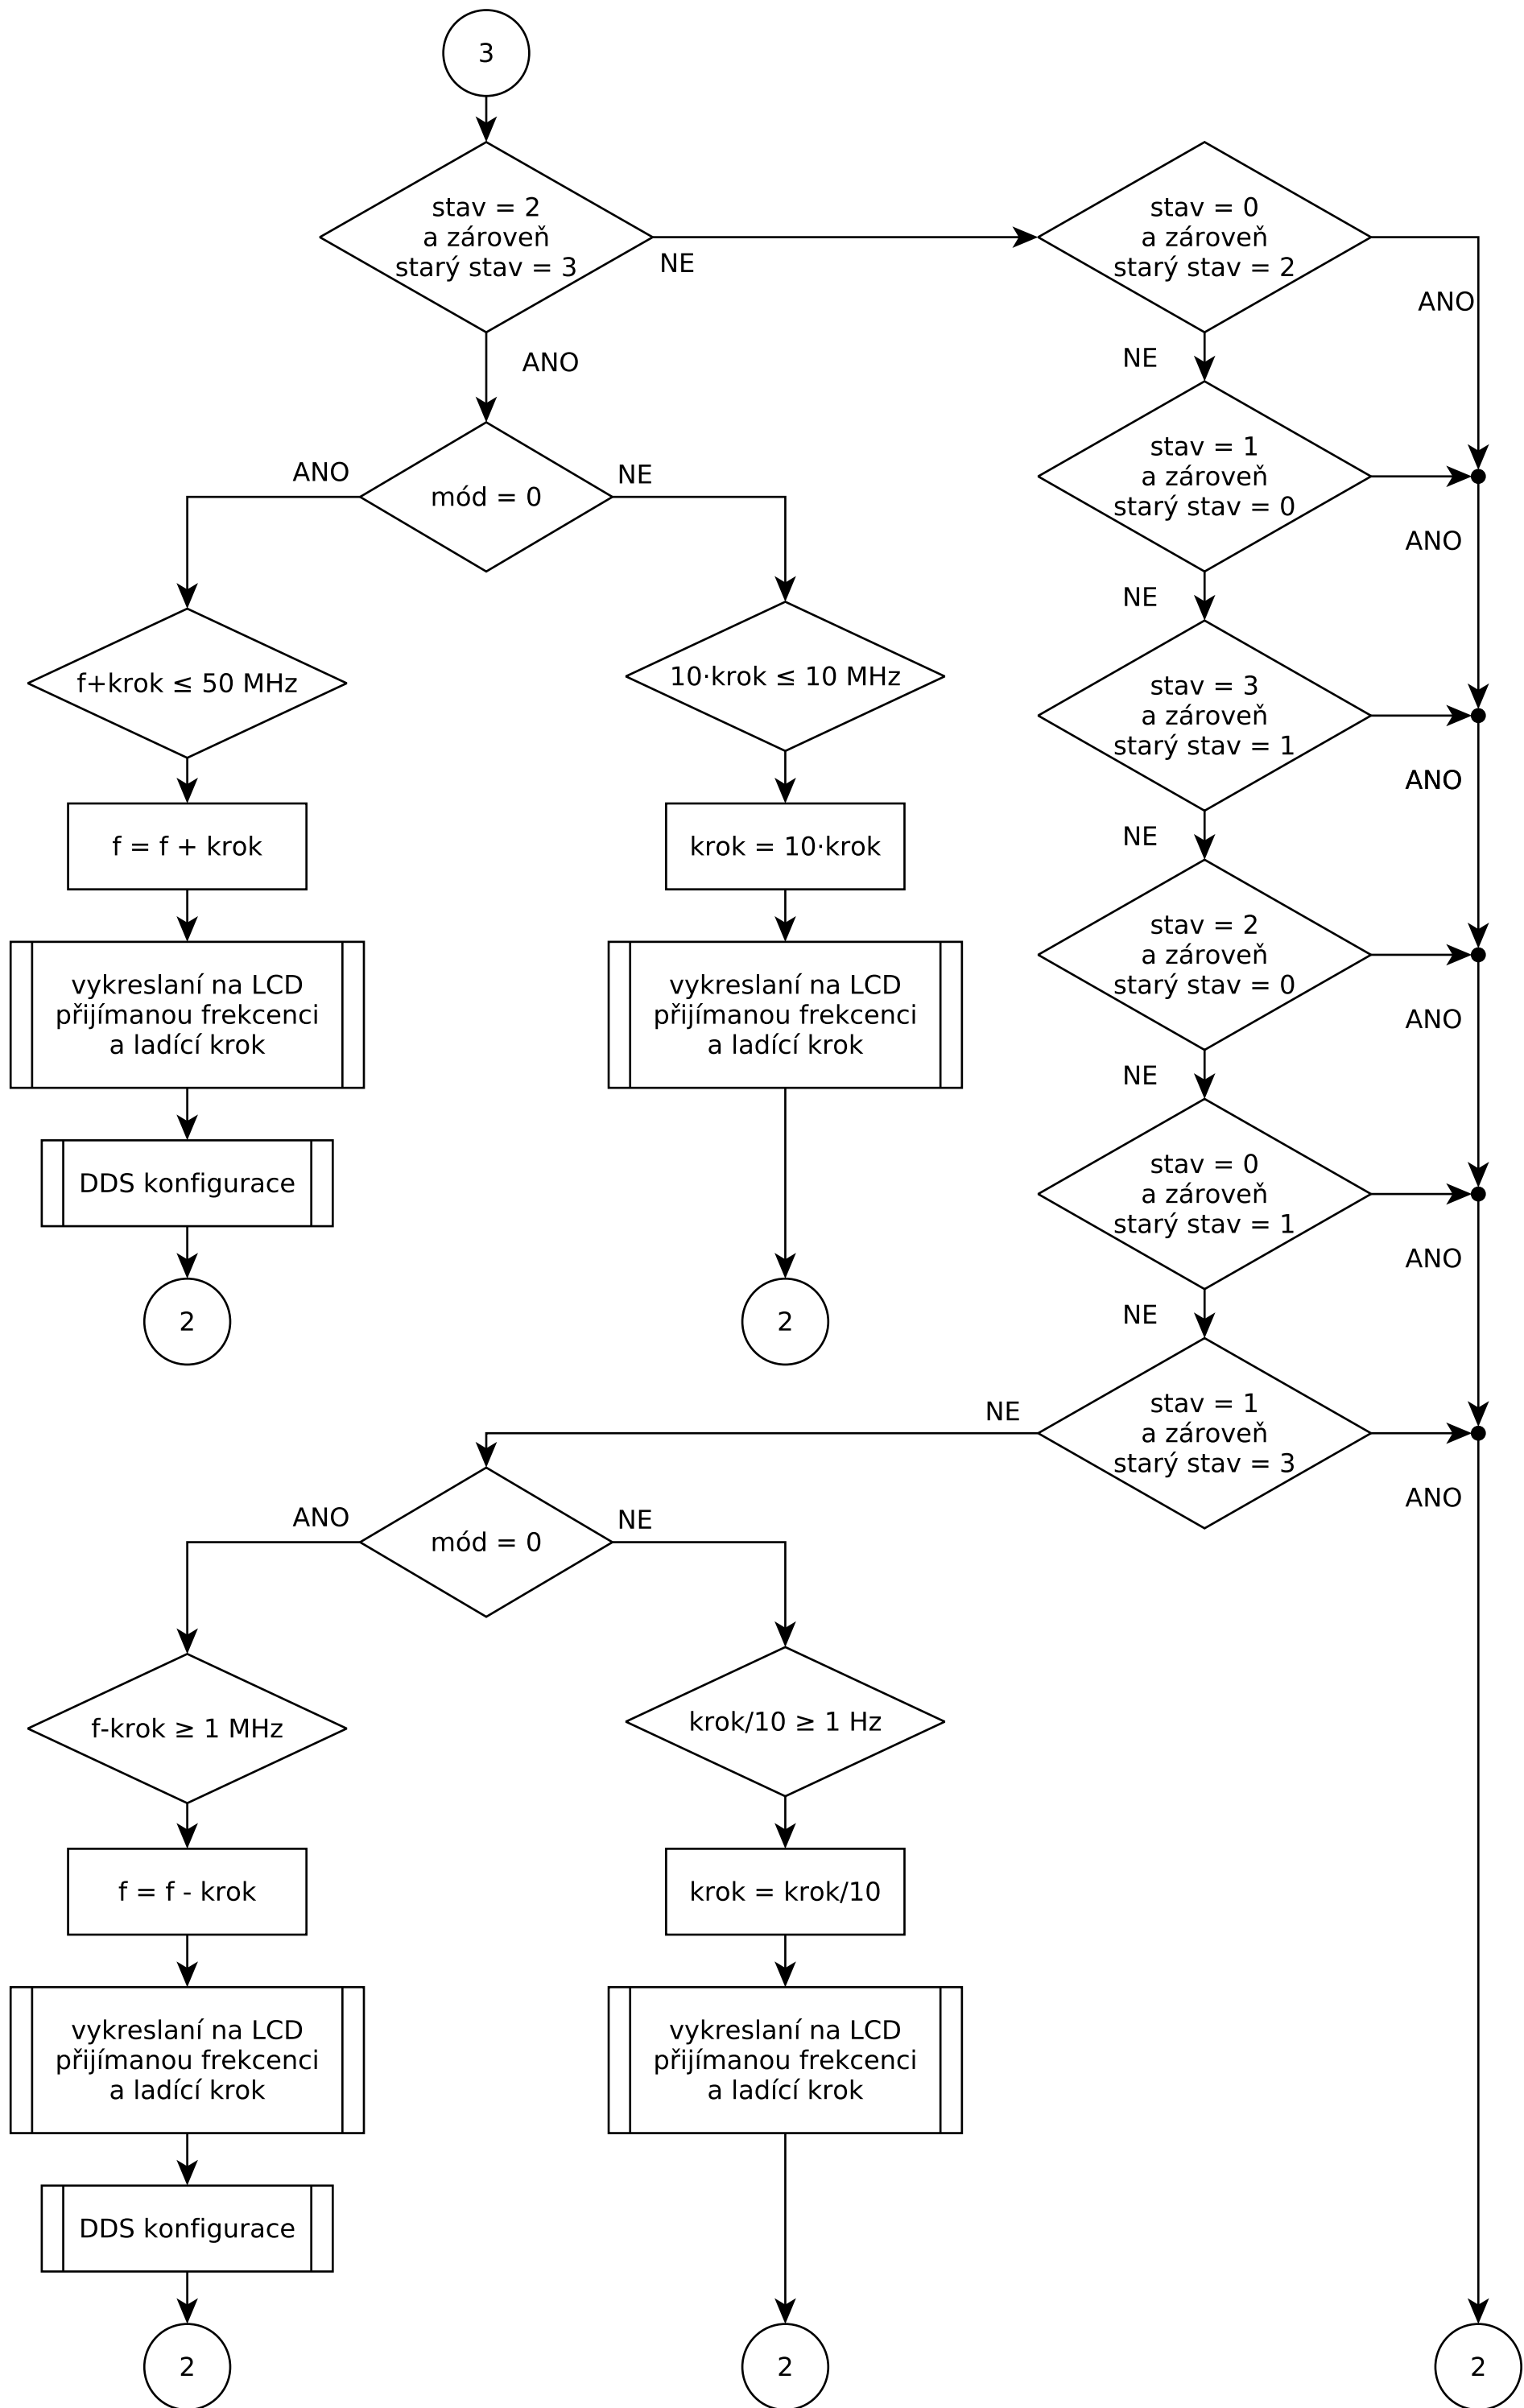 3
stav = 2
a zároveň
starý stav = 3
NE
stav = 0
a zároveň
starý stav = 2
ANO
ANO
NE
mód = 0
ANO
NE
stav = 1
a zároveň
starý stav = 0
ANO
NE
f+krok ≤ 50 MHz
10·krok ≤ 10 MHz
stav = 3
a zároveň
starý stav = 1
ANO
NE
f = f + krok
krok = 10·krok
vykreslaní na LCD
přijímanou frekcenci
a ladící krok
vykreslaní na LCD
přijímanou frekcenci
a ladící krok
stav = 2
a zároveň
starý stav = 0
ANO
NE
DDS konfigurace
stav = 0
a zároveň
starý stav = 1
ANO
NE
2
2
stav = 1
a zároveň
starý stav = 3
NE
ANO
mód = 0
ANO
NE
f-krok ≥ 1 MHz
krok/10 ≥ 1 Hz
f = f - krok
krok = krok/10
vykreslaní na LCD
přijímanou frekcenci
a ladící krok
vykreslaní na LCD
přijímanou frekcenci
a ladící krok
DDS konfigurace
2
2
2